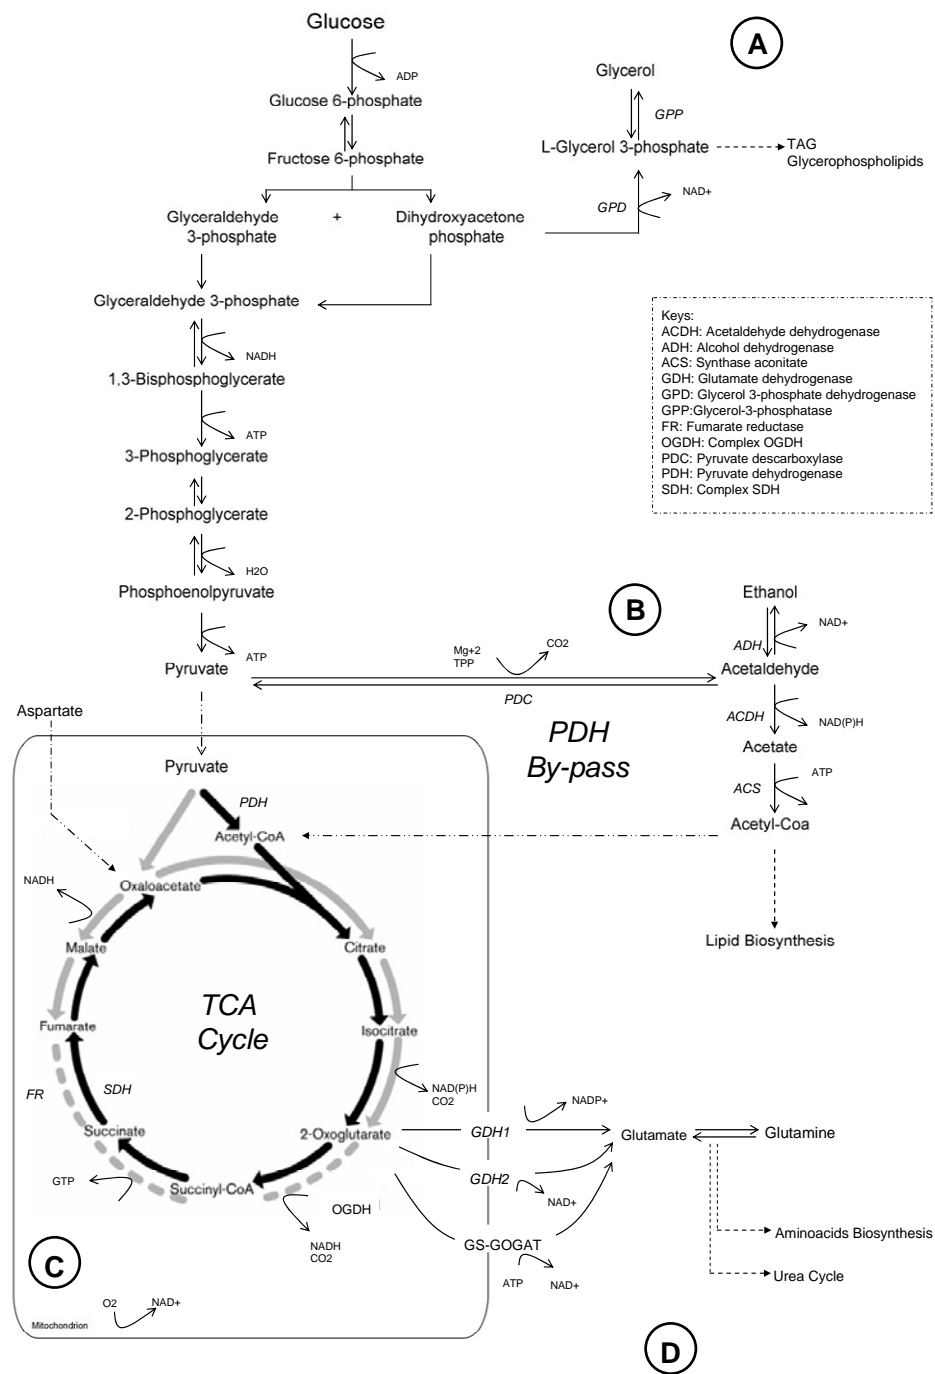 Glucose
ADP
Glucose 6-phosphate
Fructose 6-phosphate
Glyceraldehyde
3-phosphate
+
Dihydroxyacetone
phosphate
Glyceraldehyde 3-phosphate
NADH
1,3-Bisphosphoglycerate
ATP
3-Phosphoglycerate
2-Phosphoglycerate
H2O
Phosphoenolpyruvate
ATP
Pyruvate
A
Glycerol
GPP
L-Glycerol 3-phosphate
TAG
Glycerophospholipids
NAD+
GPD
Keys:
ACDH: Acetaldehyde dehydrogenase
ADH: Alcohol dehydrogenase
ACS: Synthase aconitate
GDH: Glutamate dehydrogenase
GPD: Glycerol 3-phosphate dehydrogenase
GPP:Glycerol-3-phosphatase
FR: Fumarate reductase
OGDH: Complex OGDH
PDC: Pyruvate descarboxylase
PDH: Pyruvate dehydrogenase
SDH: Complex SDH
B
Ethanol
NAD+
ADH
Mg+2
TPP
CO2
Acetaldehyde
PDC
PDH
By-pass
ACDH
NAD(P)H
Acetate
ATP
ACS
Acetyl-Coa
Lipid Biosynthesis
Aspartate
Pyruvate
PDH
Acetyl-CoA
NADH
Oxaloacetate
Malate
Citrate
TCA
Cycle
Fumarate
Isocitrate
FR
SDH
NAD(P)H
CO2
Succinate
2-Oxoglutarate
GTP
Succinyl-CoA
OGDH
NADH
CO2
C
O2
NAD+
Mitochondrion
NADP+
GDH1
Glutamate
Glutamine
GDH2
NAD+
GS-GOGAT
ATP
NAD+
Aminoacids Biosynthesis
Urea Cycle
D